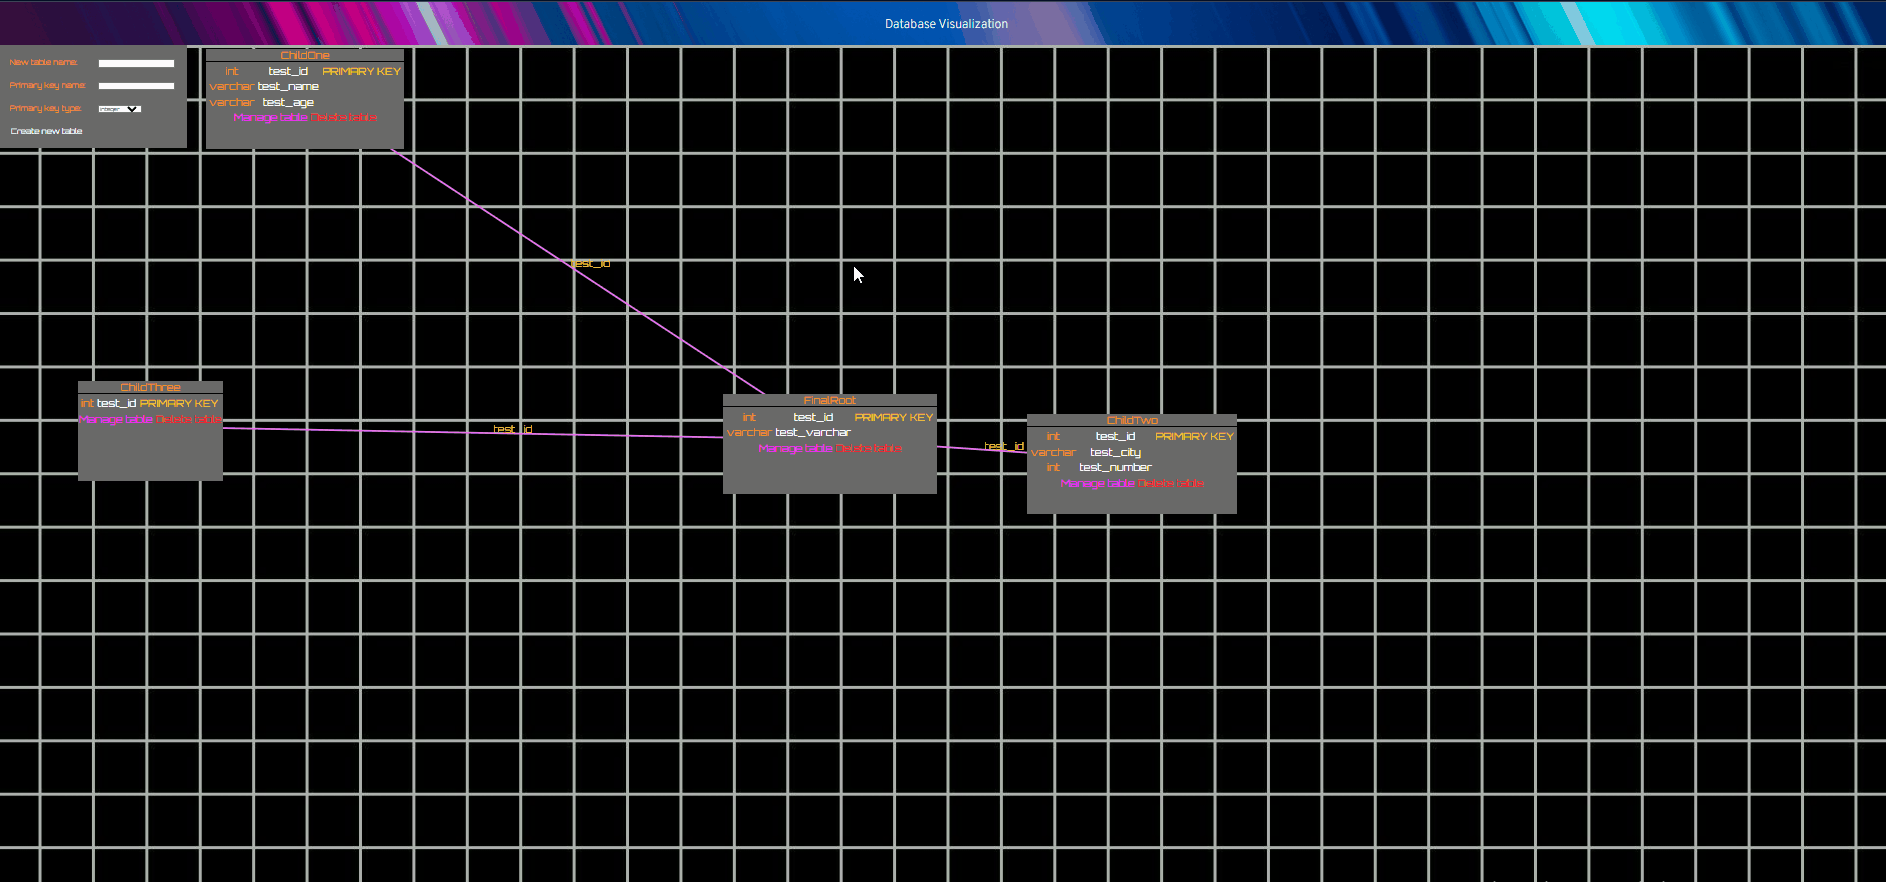 Database Visualization
New table name:
Primary key name:
Primary key type: Integer
Create new table
ChildOne
int test_id PRIMARY KEY
varchar test_name
varchar test_age
Manage table Delete table
test_id
ChildThree
int test_id PRIMARY KEY
Manage table Delete table
test_id
FinalRoot
int test_id PRIMARY KEY
varchar test_varchar
Manage table Delete table
test_id
ChildTwo
int test_id PRIMARY KEY
varchar test_city
int test_number
Manage table Delete table